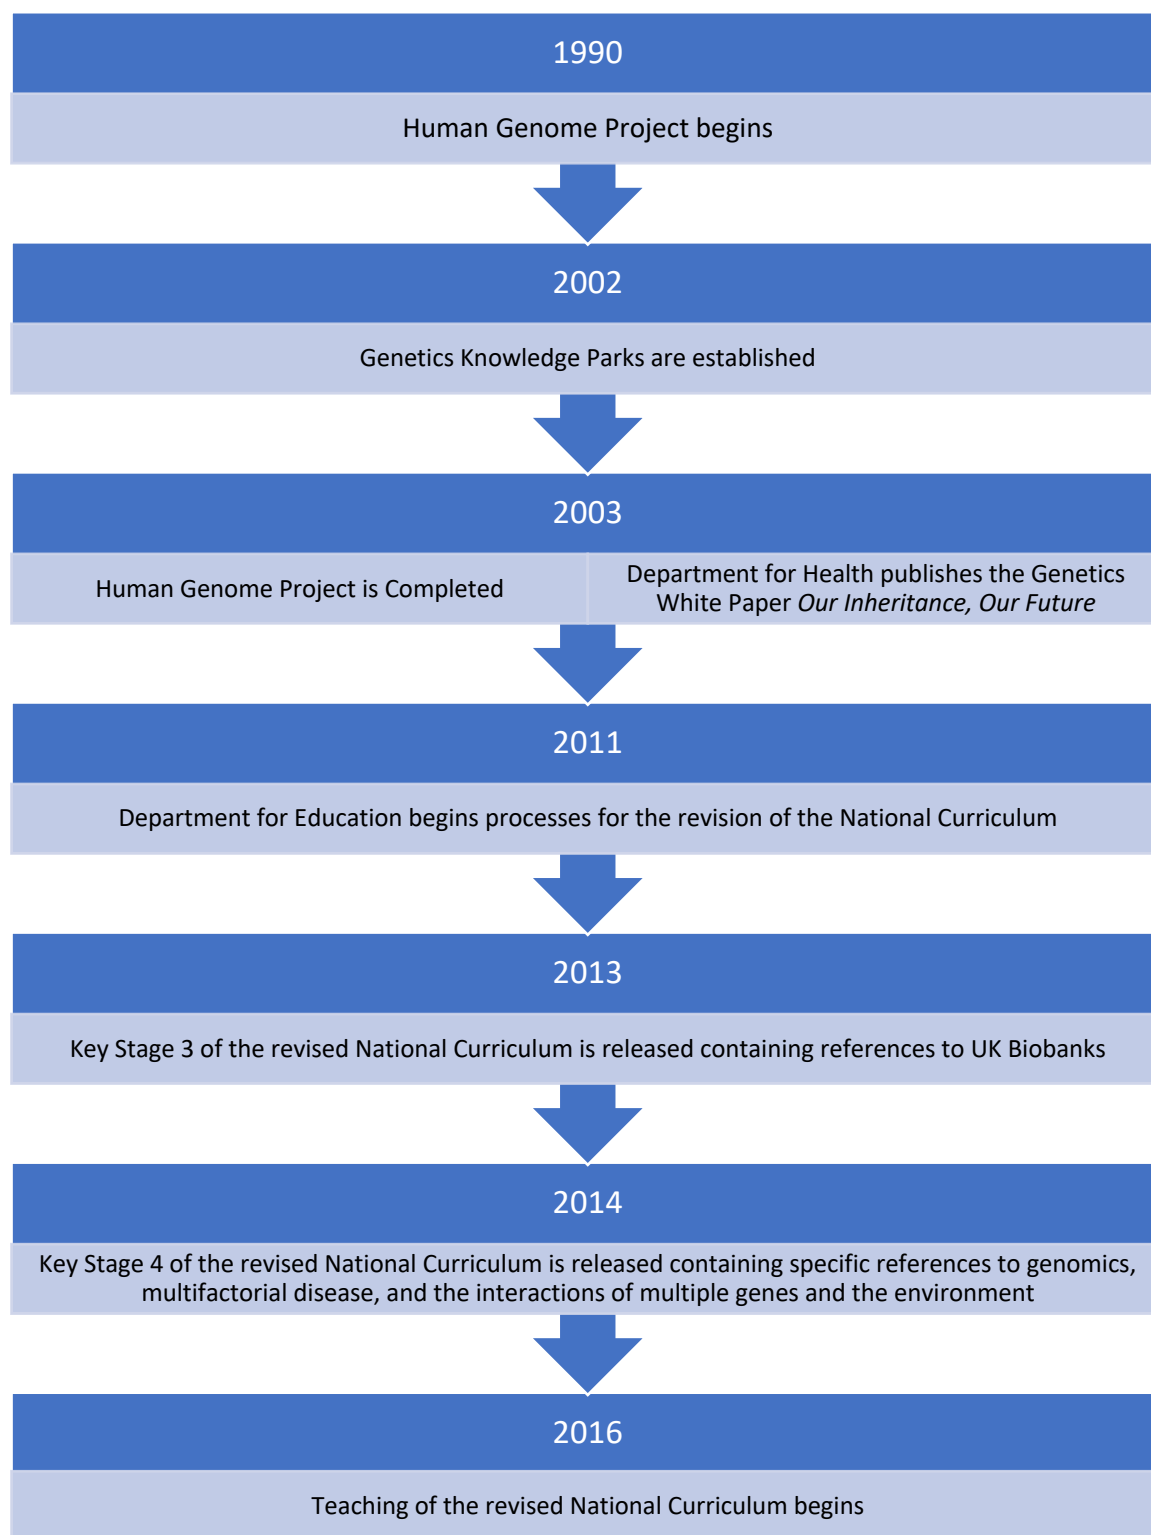 1990
Human Genome Project begins
2002
Genetics Knowledge Parks are established
2003
Human Genome Project is Completed
Department for Health publishes the Genetics
White Paper Our Inheritance, Our Future
2011
Department for Education begins processes for the revision of the National Curriculum
2013
Key Stage 3 of the revised National Curriculum is released containing references to UK Biobanks
2014
Key Stage 4 of the revised National Curriculum is released containing specific references to genomics,
multifactorial disease, and the interactions of multiple genes and the environment
2016
Teaching of the revised National Curriculum begins